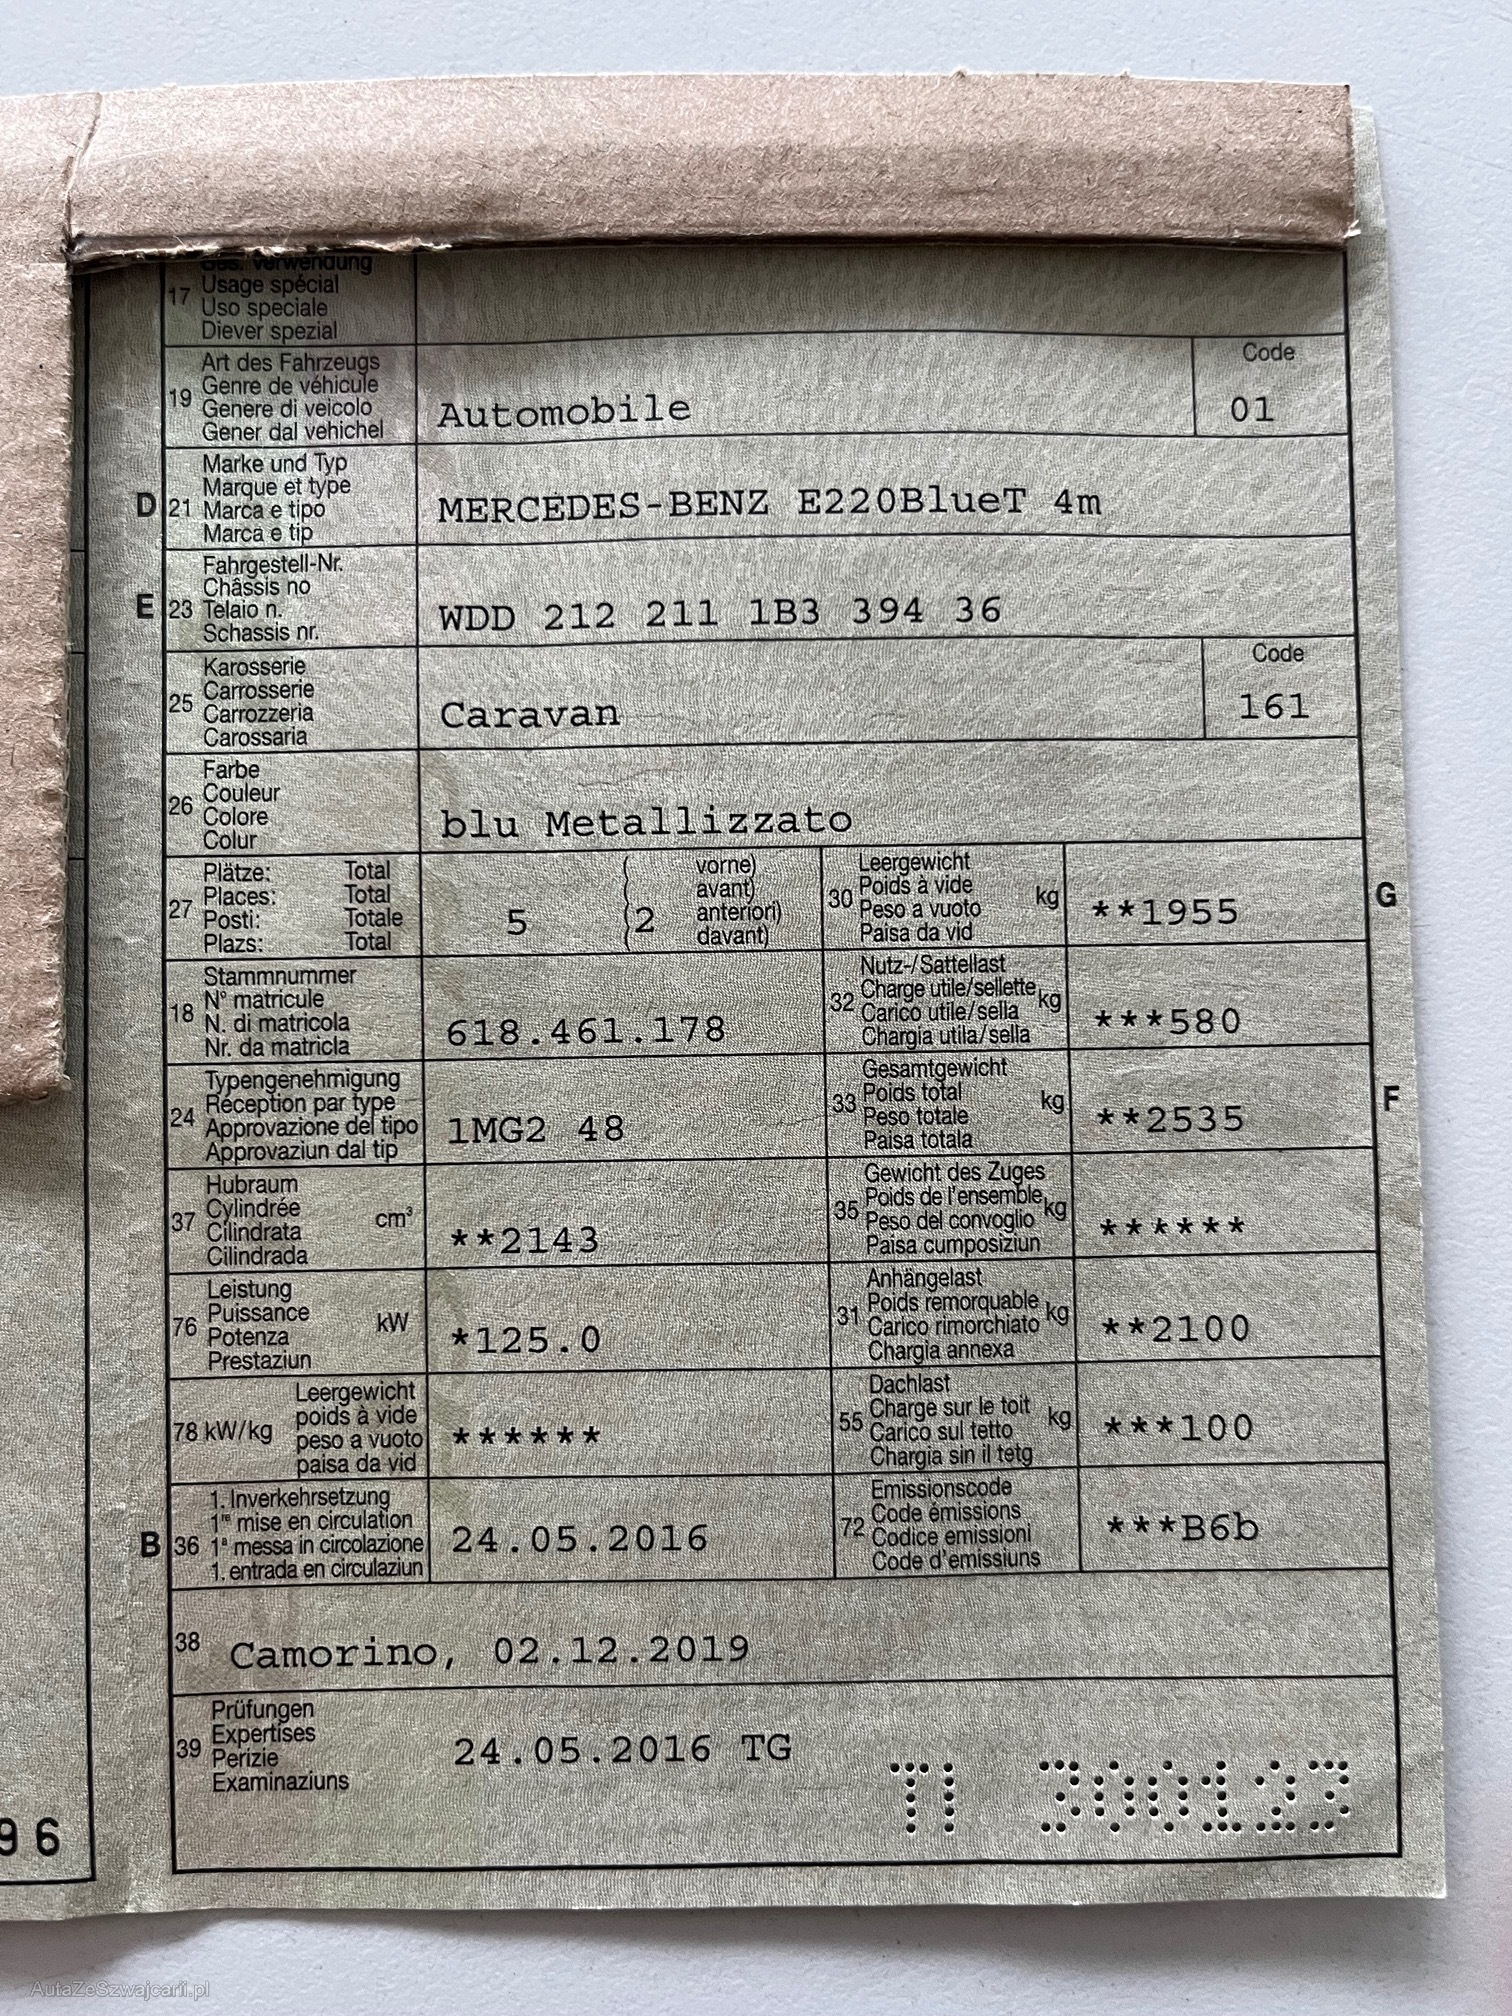 Ges. Verwendung
17 Usage spécial
Uso speciale
Diever spezial
Art des Fahrzeugs
Code
19 Genre de véhicule
Genere di veicolo
Automobile
01
Gener dal vehichel
Marke und Typ
D 21 Marque et type
Marca e tipo
MERCEDES-BENZ E220BlueT 4m
Marca e tip
Fahrgestell-Nr.
Châssis no
E 23 Telaio n.
WDD 212 211 1B3 394 36
Schassis nr.
Karosserie
Code
25 Carrosserie
Carrozzeria
Caravan
161
Carossaria
Farbe
26 Couleur
Colore
blu Metallizzato
Colur
27 Plätze: Total
Places: Total
Posti: Totale
Plazs: Total
5
2
vorne)
avant)
anteriori)
davant)
30 Leergewicht
Poids à vide kg
Peso a vuoto
Paisa da vid
**1955
G
18 Stammnummer
N° matricule
N. di matricola
Nr. da matricla
618.461.178
32 Nutz-/Sattellast
Charge utile/sellette kg
Carico utile/sella
Chargia utila/sella
***580
24 Typengenehmigung
Réception par type
Approvazione del tipo
Approvaziun dal tip
1MG2 48
33 Gesamtgewicht
Poids total kg
Peso totale
Paisa totala
**2535
F
37 Hubraum
Cylindrée cm³
Cilindrata
Cilindrada
**2143
35 Gewicht des Zuges
Poids de l'ensemble kg
Peso del convoglio
Paisa cumposiziun
******
76 Leistung
Puissance kW
Potenza
Prestaziun
*125.0
31 Anhängelast
Poids remorquable kg
Carico rimorchiato
Chargia annexa
**2100
78 kW/kg
Leergewicht
poids à vide
peso a vuoto
paisa da vid
******
55 Dachlast
Charge sur le toit kg
Carico sul tetto
Chargia sin il tetg
***100
B 36 1. Inverkehrsetzung
1re mise en circulation
1a messa in circolazione
1. entrada en circulaziun
24.05.2016
72 Emissionscode
Code émissions
Codice emissioni
Code d'emissiuns
***B6b
38 Camorino, 02.12.2019
39 Prüfungen
Expertises
Perizie
Examinaziuns
24.05.2016 TG
TI 300123
96
AutaZeSzwajcarii.pl